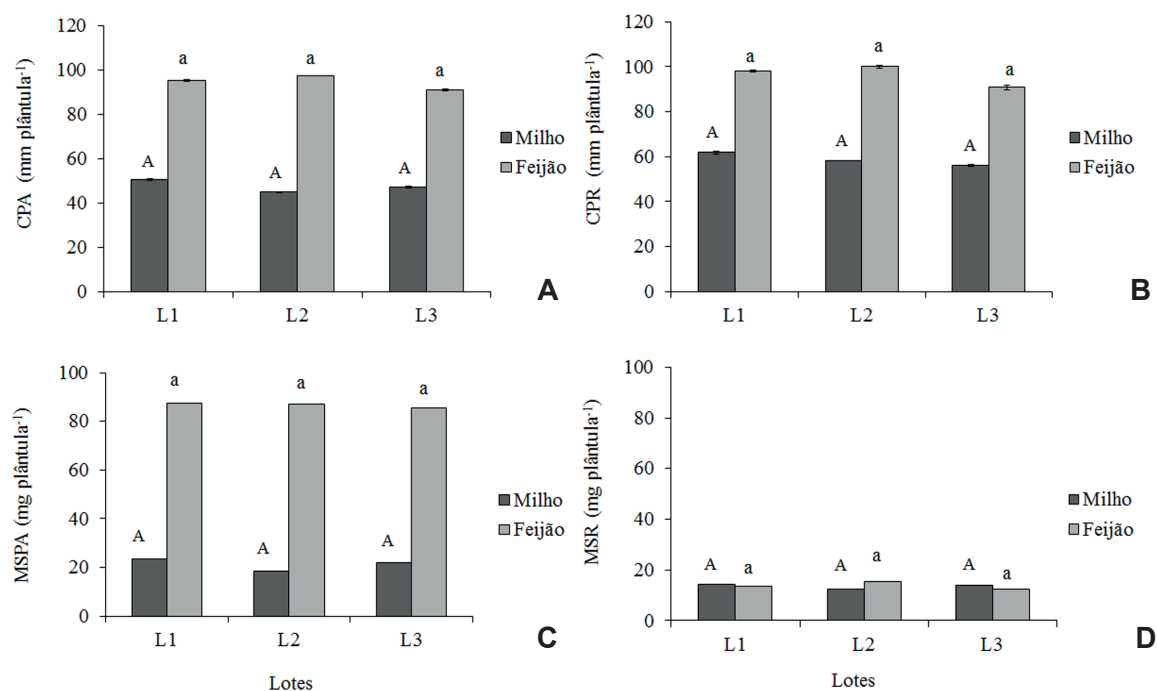 120
100
80
60
40
20
0
CPA (mm plântula-1)
a
a
a
A
A
A
L1
L2
L3
Milho
Feijão
A
120
100
80
60
40
20
0
CPR (mm plântula-1)
a
a
a
A
A
A
L1
L2
L3
Milho
Feijão
B
100
80
60
40
20
0
MSPA (mg plântula-1)
a
a
a
A
A
A
L1
L2
L3
Lotes
Milho
Feijão
C
100
80
60
40
20
0
MSR (mg plântula-1)
A
a
A
a
A
a
L1
L2
L3
Lotes
Milho
Feijão
D